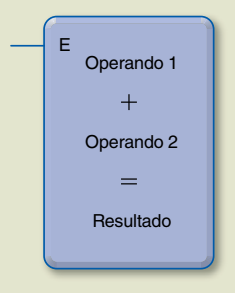 E
Operando 1
+
Operando 2
=
Resultado